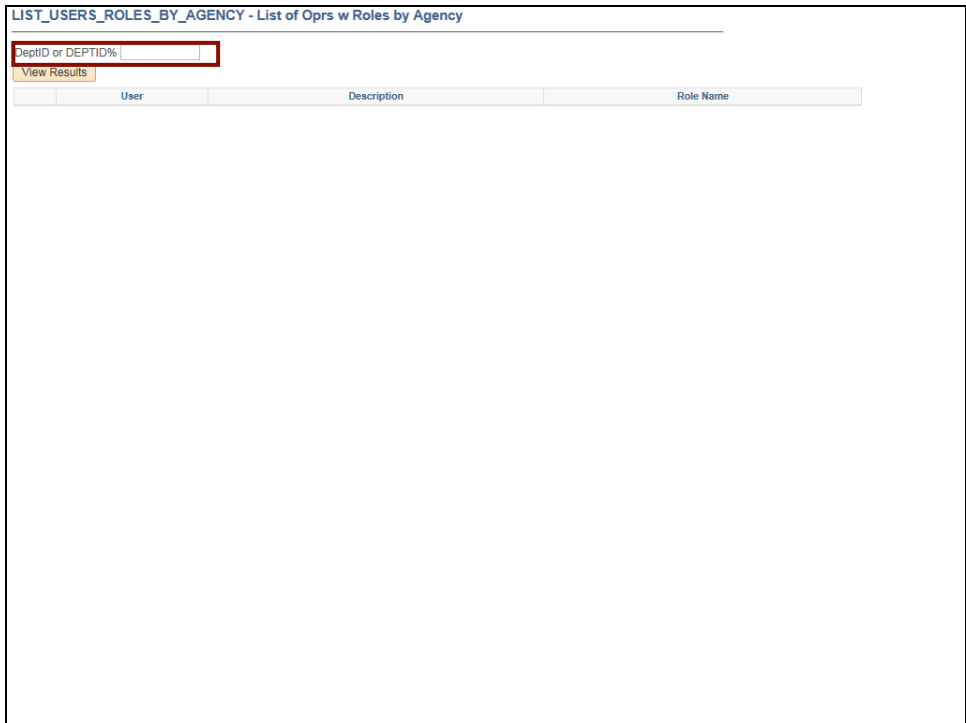 LIST_USERS_ROLES_BY_AGENCY - List of Oprs w Roles by Agency
DeptID or DEPTID%
View Results
User Description Role Name